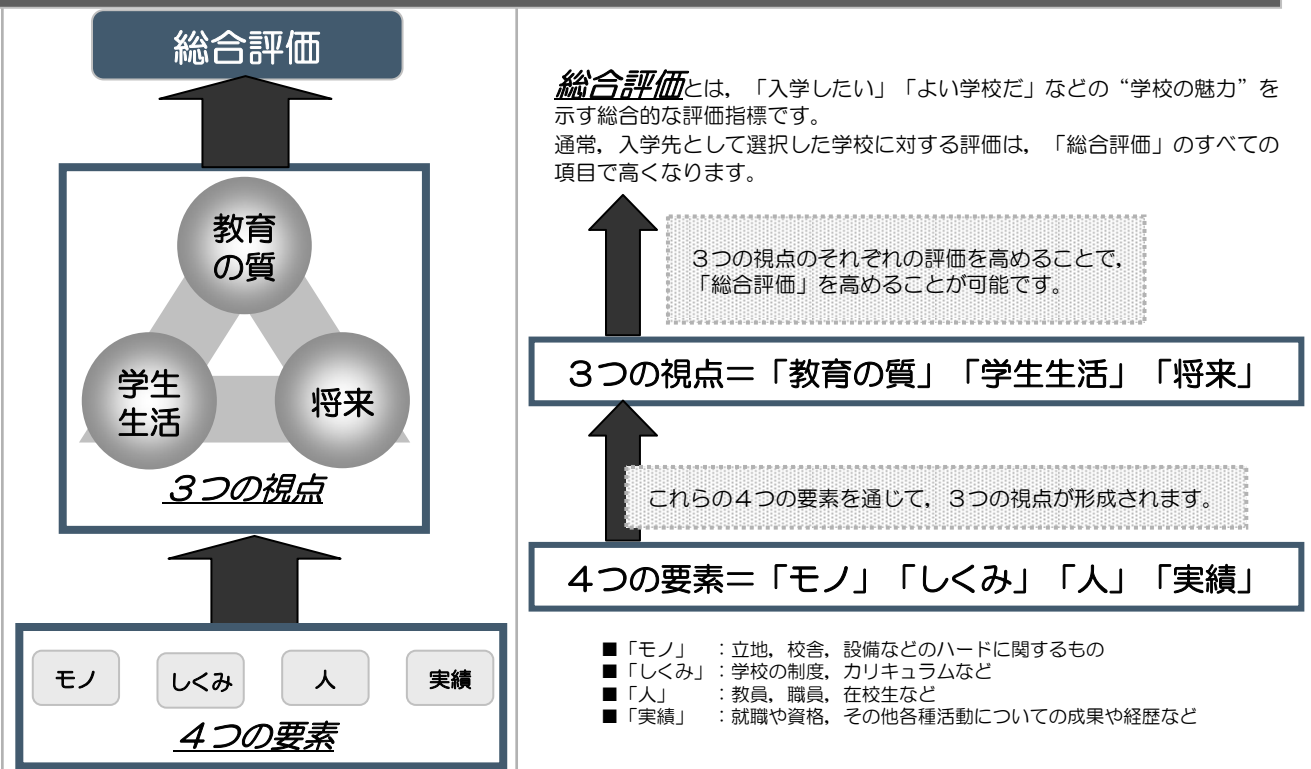 総合評価
教育
の質
学生
生活
将来
3つの視点
モノ
しくみ
人
実績
4つの要素
総合評価とは,「入学したい」「よい学校だ」などの“学校の魅力”を
示す総合的な評価指標です。
通常,入学先として選択した学校に対する評価は,「総合評価」のすべての
項目で高くなります。
3つの視点のそれぞれの評価を高めることで,
「総合評価」を高めることが可能です。
3つの視点=「教育の質」「学生生活」「将来」
これらの4つの要素を通じて,3つの視点が形成されます。
4つの要素=「モノ」「しくみ」「人」「実績」
■「モノ」 :立地,校舎,設備などのハードに関するもの
■「しくみ」:学校の制度,カリキュラムなど
■「人」 :教員,職員,在校生など
■「実績」 :就職や資格,その他各種活動についての成果や経歴など